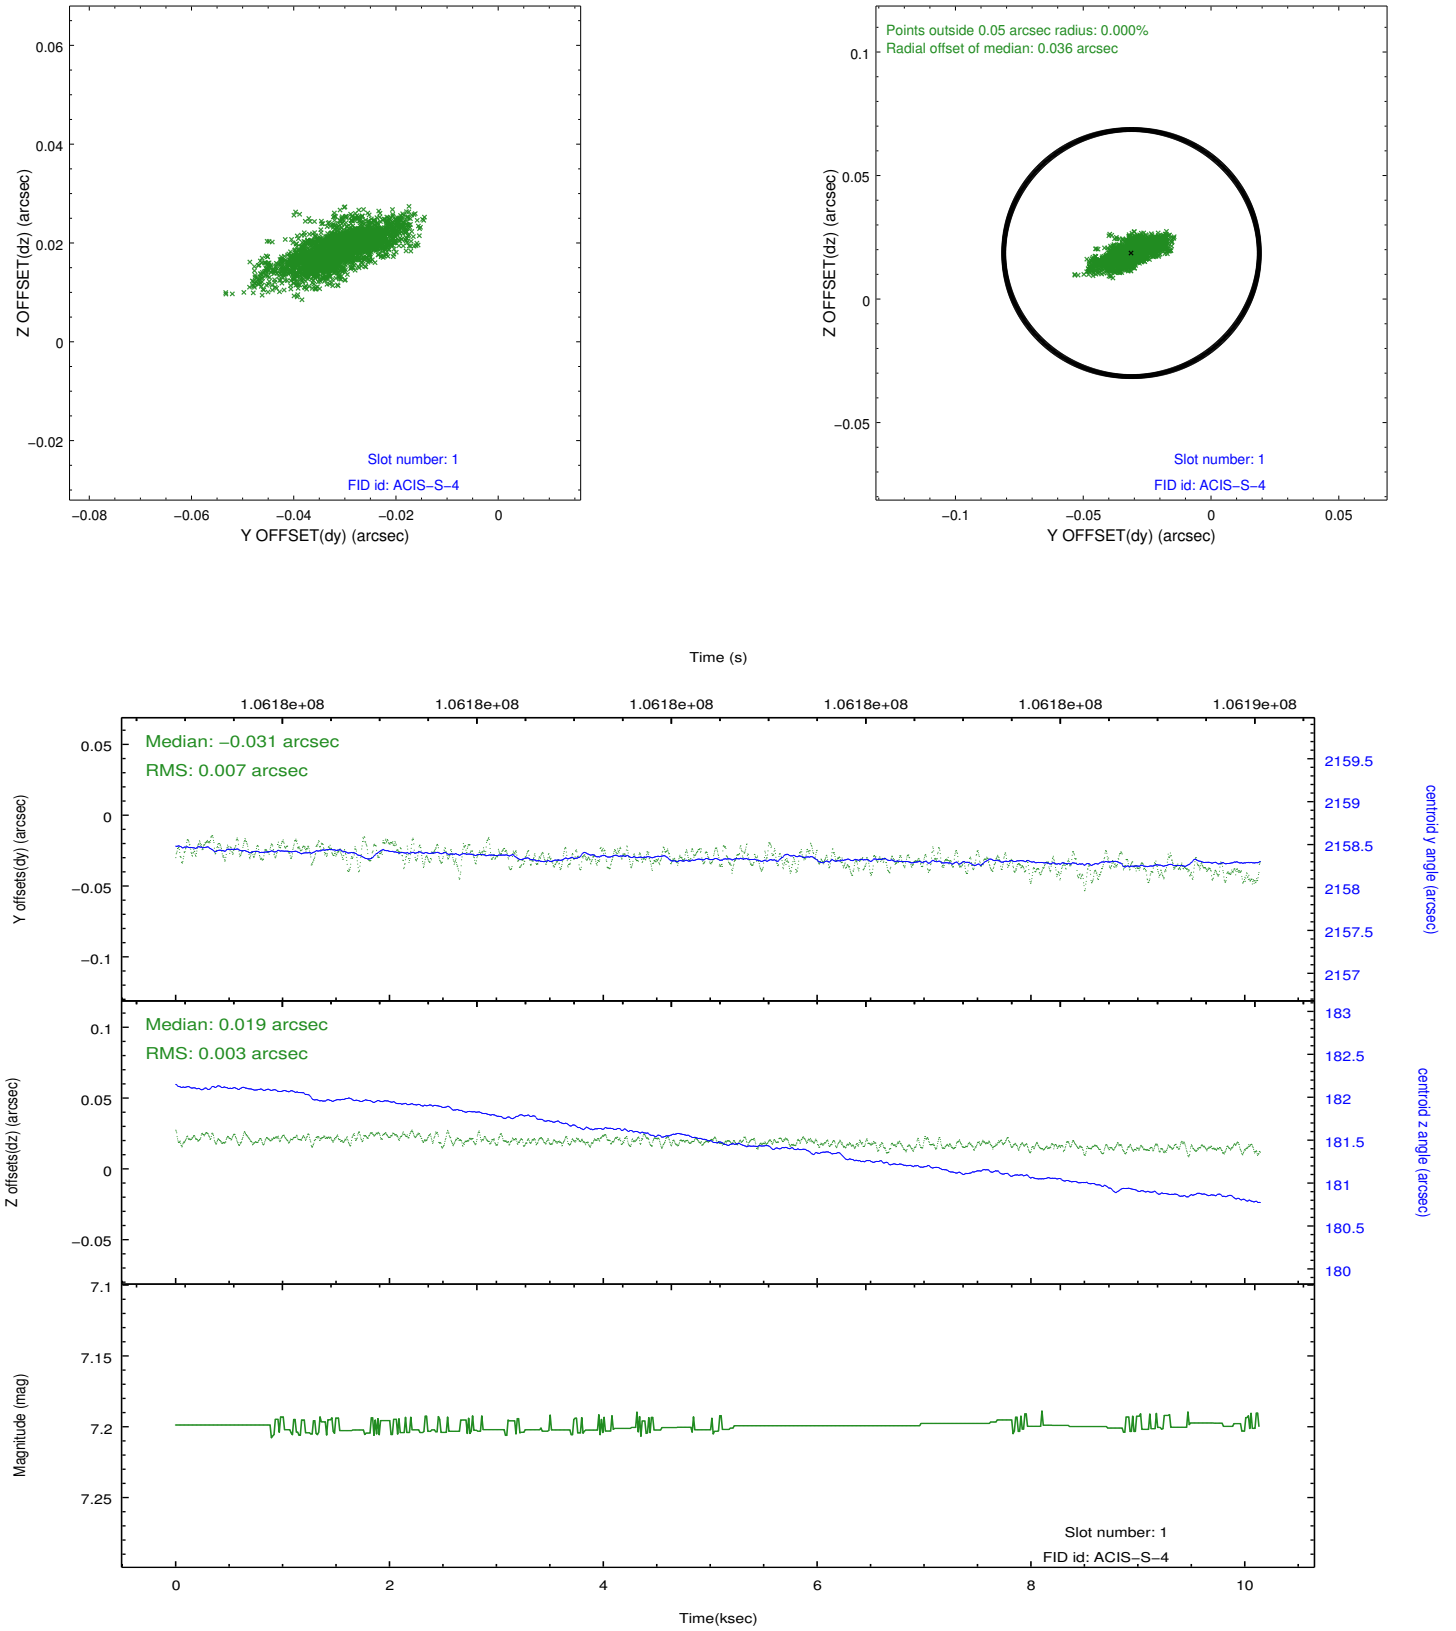 0.06
0.04
0.02
0
−0.02
Z OFFSET(dz) (arcsec)
Slot number: 1
FID id: ACIS−S−4
−0.08
−0.06
−0.04
−0.02
0
Y OFFSET(dy) (arcsec)
Points outside 0.05 arcsec radius: 0.000%
Radial offset of median: 0.036 arcsec
0.1
0.05
0
−0.05
Z OFFSET(dz) (arcsec)
Slot number: 1
FID id: ACIS−S−4
−0.1
−0.05
0
0.05
Y OFFSET(dy) (arcsec)
Time (s)
1.0618e+08
1.0618e+08
1.0618e+08
1.0618e+08
1.0618e+08
1.0619e+08
Median: −0.031 arcsec
RMS: 0.007 arcsec
0.05
0
−0.05
−0.1
Y offsets(dy) (arcsec)
2159.5
2159
2158.5
2158
2157.5
2157
centroid y angle (arcsec)
Median: 0.019 arcsec
RMS: 0.003 arcsec
0.1
0.05
0
−0.05
Z offsets(dz) (arcsec)
183
182.5
182
181.5
181
180.5
180
centroid z angle (arcsec)
7.1
7.15
7.2
7.25
Magnitude (mag)
Slot number: 1
FID id: ACIS−S−4
0
2
4
6
8
10
Time(ksec)